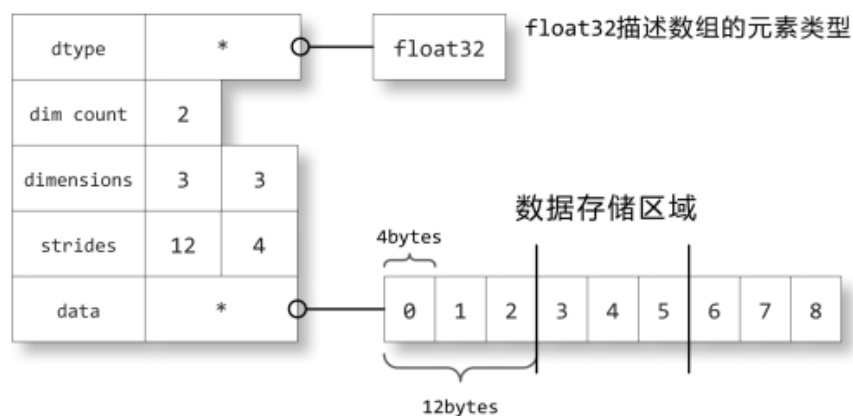 dtype * float32 float32描述数组的元素类型
dim count 2
dimensions 3 3
数据存储区域
strides 12 4 4bytes
data * 0 1 2 3 4 5 6 7 8
12bytes